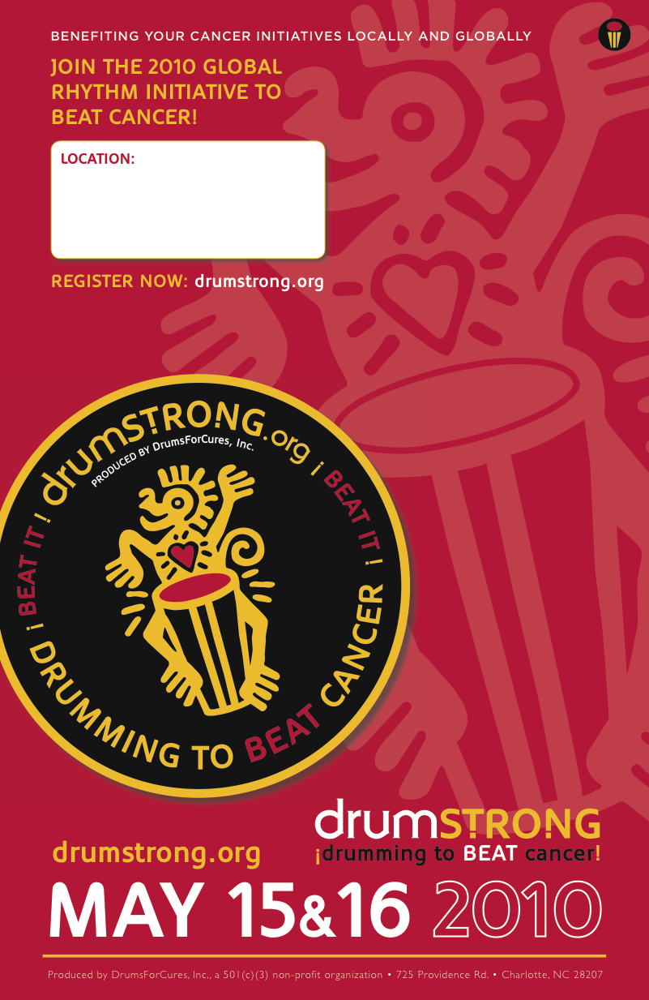 BENEFITING YOUR CANCER INITIATIVES LOCALLY AND GLOBALLY
JOIN THE 2010 GLOBAL
RHYTHM INITIATIVE TO
BEAT CANCER!
LOCATION:
REGISTER NOW: drumstrong.org
drumSTRONG.org
PRODUCED BY DrumsForCures, Inc.
¡ BEAT IT !
¡ BEAT IT !
DRUMMING TO BEAT CANCER
drumSTRONG
¡drumming to BEAT cancer!
drumstrong.org
MAY 15&16 2010
Produced by DrumsForCures, Inc., a 501(c)(3) non-profit organization • 725 Providence Rd. • Charlotte, NC 28207